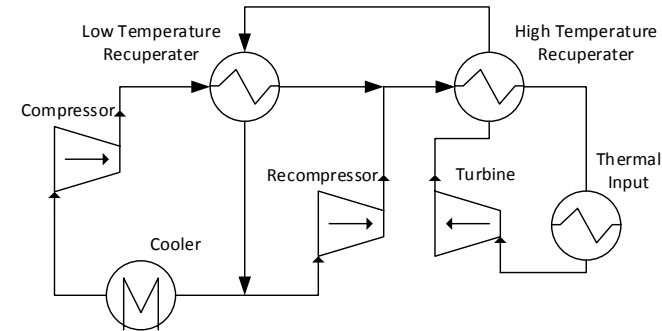 Low Temperature
Recuperater
High Temperature
Recuperater
Compressor
Recompressor
Turbine
Thermal
Input
Cooler